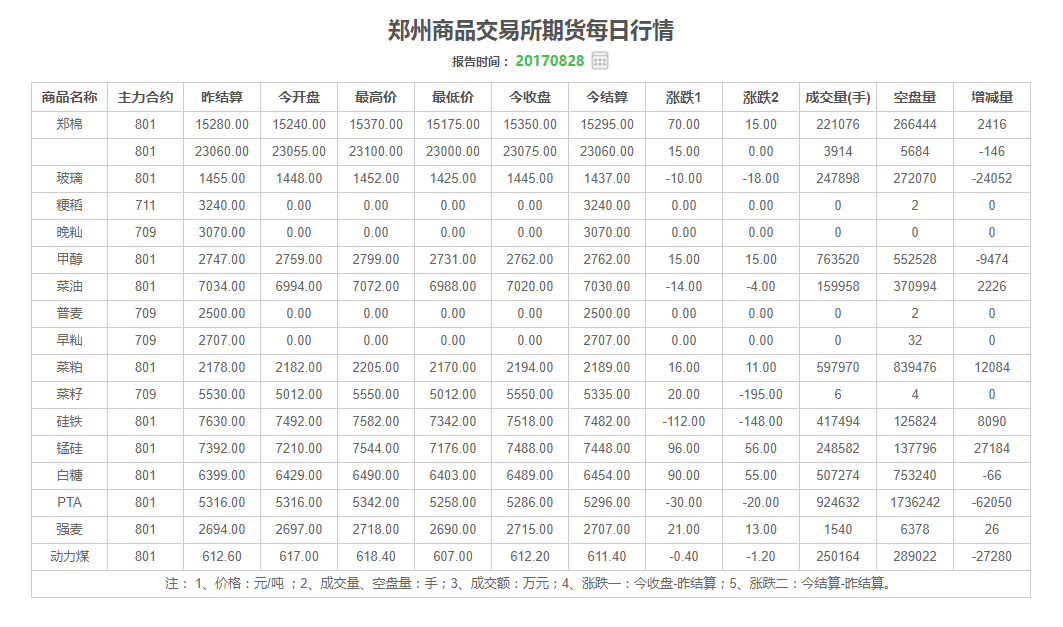 郑州商品交易所期货每日行情
报告时间： 20170828
商品名称 主力合约 昨结算 今开盘 最高价 最低价 今收盘 今结算 涨跌1 涨跌2 成交量(手) 空盘量 增减量
郑棉 801 15280.00 15240.00 15370.00 15175.00 15350.00 15295.00 70.00 15.00 221076 266444 2416
801 23060.00 23055.00 23100.00 23000.00 23075.00 23060.00 15.00 0.00 3914 5684 -146
玻璃 801 1455.00 1448.00 1452.00 1425.00 1445.00 1437.00 -10.00 -18.00 247898 272070 -24052
粳稻 711 3240.00 0.00 0.00 0.00 0.00 3240.00 0.00 0.00 0 2 0
晚籼 709 3070.00 0.00 0.00 0.00 0.00 3070.00 0.00 0.00 0 0 0
甲醇 801 2747.00 2759.00 2799.00 2731.00 2762.00 2762.00 15.00 15.00 763520 552528 -9474
菜油 801 7034.00 6994.00 7072.00 6988.00 7020.00 7030.00 -14.00 -4.00 159958 370994 2226
普麦 709 2500.00 0.00 0.00 0.00 0.00 2500.00 0.00 0.00 0 2 0
早籼 709 2707.00 0.00 0.00 0.00 0.00 2707.00 0.00 0.00 0 32 0
菜粕 801 2178.00 2182.00 2205.00 2170.00 2194.00 2189.00 16.00 11.00 597970 839476 12084
菜籽 709 5530.00 5012.00 5550.00 5012.00 5550.00 5335.00 20.00 -195.00 6 4 0
硅铁 801 7630.00 7492.00 7582.00 7342.00 7518.00 7482.00 -112.00 -148.00 417494 125824 8090
锰硅 801 7392.00 7210.00 7544.00 7176.00 7488.00 7448.00 96.00 56.00 248582 137796 27184
白糖 801 6399.00 6429.00 6490.00 6403.00 6489.00 6454.00 90.00 55.00 507274 753240 -66
PTA 801 5316.00 5316.00 5342.00 5258.00 5286.00 5296.00 -30.00 -20.00 924632 1736242 -62050
强麦 801 2694.00 2697.00 2718.00 2690.00 2715.00 2707.00 21.00 13.00 1540 6378 26
动力煤 801 612.60 617.00 618.40 607.00 612.20 611.40 -0.40 -1.20 250164 289022 -27280
注： 1、价格：元/吨 ；2、成交量、空盘量：手；3、成交额：万元；4、涨跌一：今收盘-昨结算；5、涨跌二：今结算-昨结算。